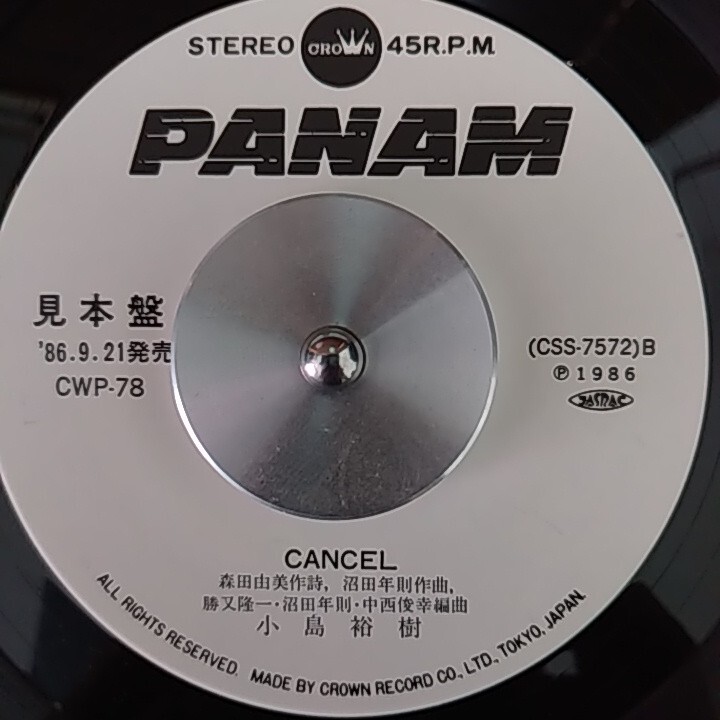 STEREO CROWN 45R.P.M.
PANAM
見本盤
'86.9.21発売
CWP-78
(CSS-7572)B
Ⓟ1986
JASRAC
CANCEL
森田由美作詩, 沼田年則作曲,
勝又隆一・沼田年則・中西俊幸編曲
小島裕樹
ALL RIGHTS RESERVED. MADE BY CROWN RECORD CO., LTD., TOKYO, JAPAN.